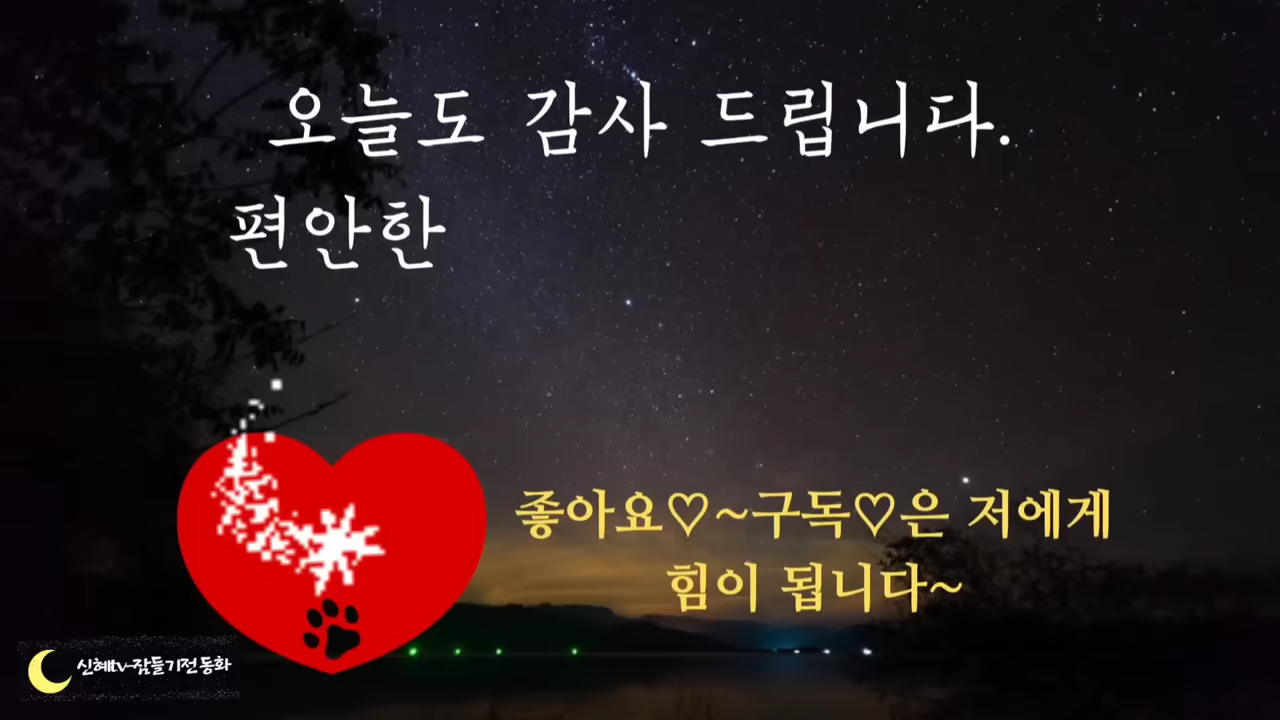 오늘도 감사 드립니다.
편안한
좋아요♡~구독♡은 저에게
힘이 됩니다~
신혜tv-잠들기전동화